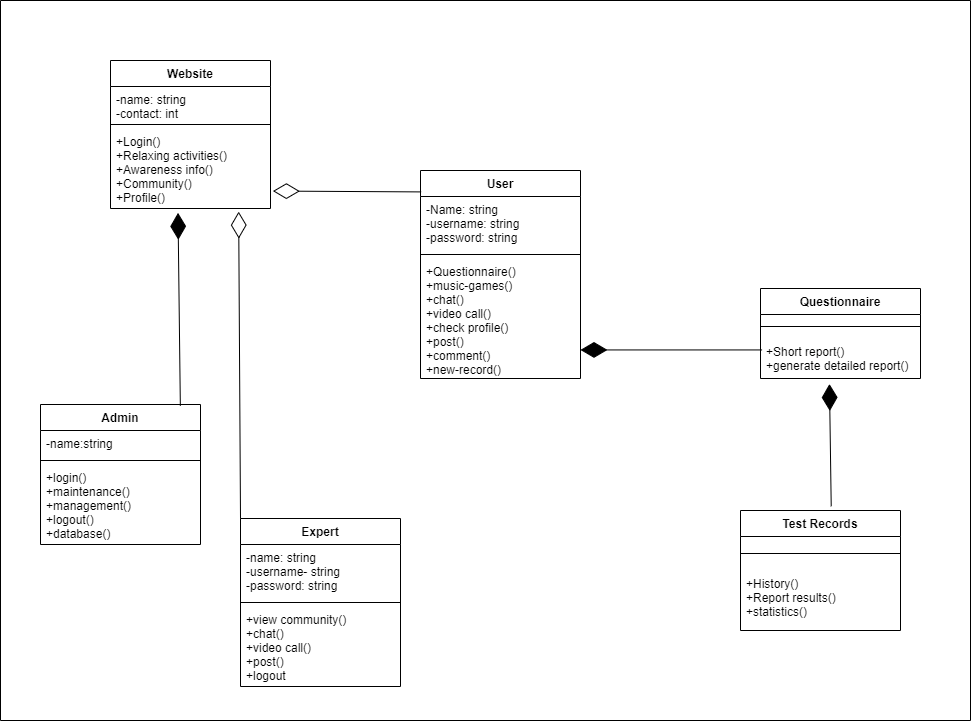 Website
-name: string
-contact: int
+Login()
+Relaxing activities()
+Awareness info()
+Community()
+Profile()
User
-Name: string
-username: string
-password: string
+Questionnaire()
+music-games()
+chat()
+video call()
+check profile()
+post()
+comment()
+new-record()
Questionnaire
+Short report()
+generate detailed report()
Admin
-name:string
+login()
+maintenance()
+management()
+logout()
+database()
Expert
-name: string
-username- string
-password: string
+view community()
+chat()
+video call()
+post()
+logout
Test Records
+History()
+Report results()
+statistics()